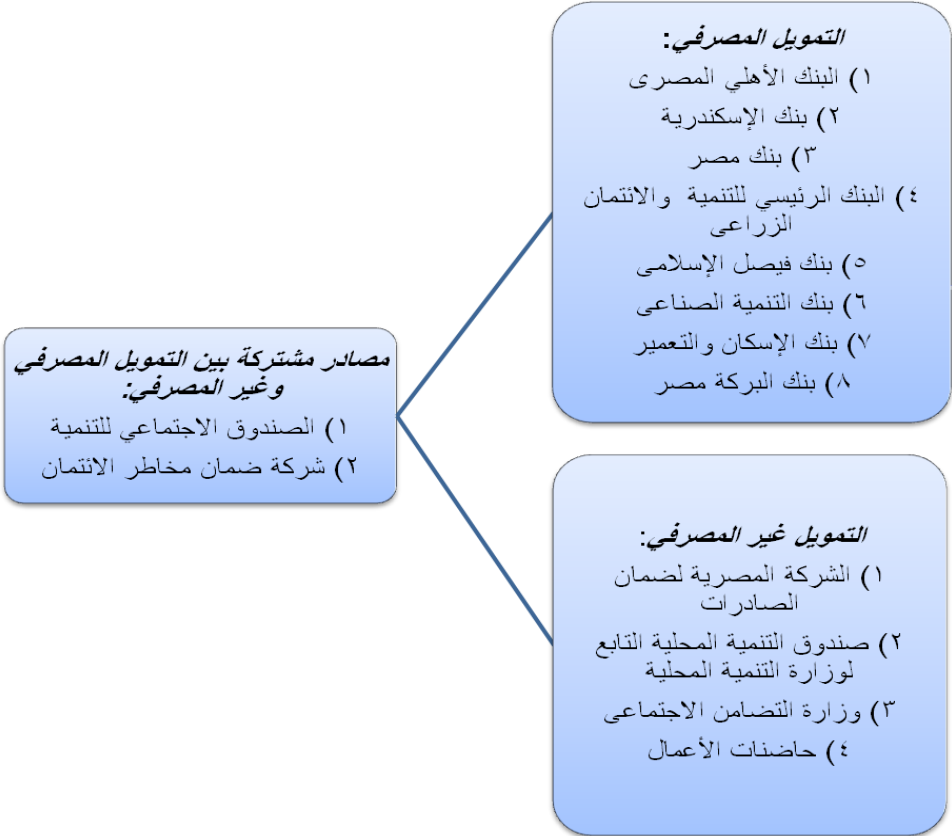 التمويل المصرفي:
١) البنك الأهلي المصرى
٢) بنك الإسكندرية
٣) بنك مصر
٤) البنك الرئيسي للتنمية والائتمان
الزراعى
٥) بنك فيصل الإسلامى
٦) بنك التنمية الصناعى
٧) بنك الإسكان والتعمير
٨) بنك البركة مصر
مصادر مشتركة بين التمويل المصرفي
وغير المصرفي:
١) الصندوق الاجتماعي للتنمية
٢) شركة ضمان مخاطر الائتمان
التمويل غير المصرفي:
١) الشركة المصرية لضمان
الصادرات
٢) صندوق التنمية المحلية التابع
لوزارة التنمية المحلية
٣) وزارة التضامن الاجتماعى
٤) حاضنات الأعمال